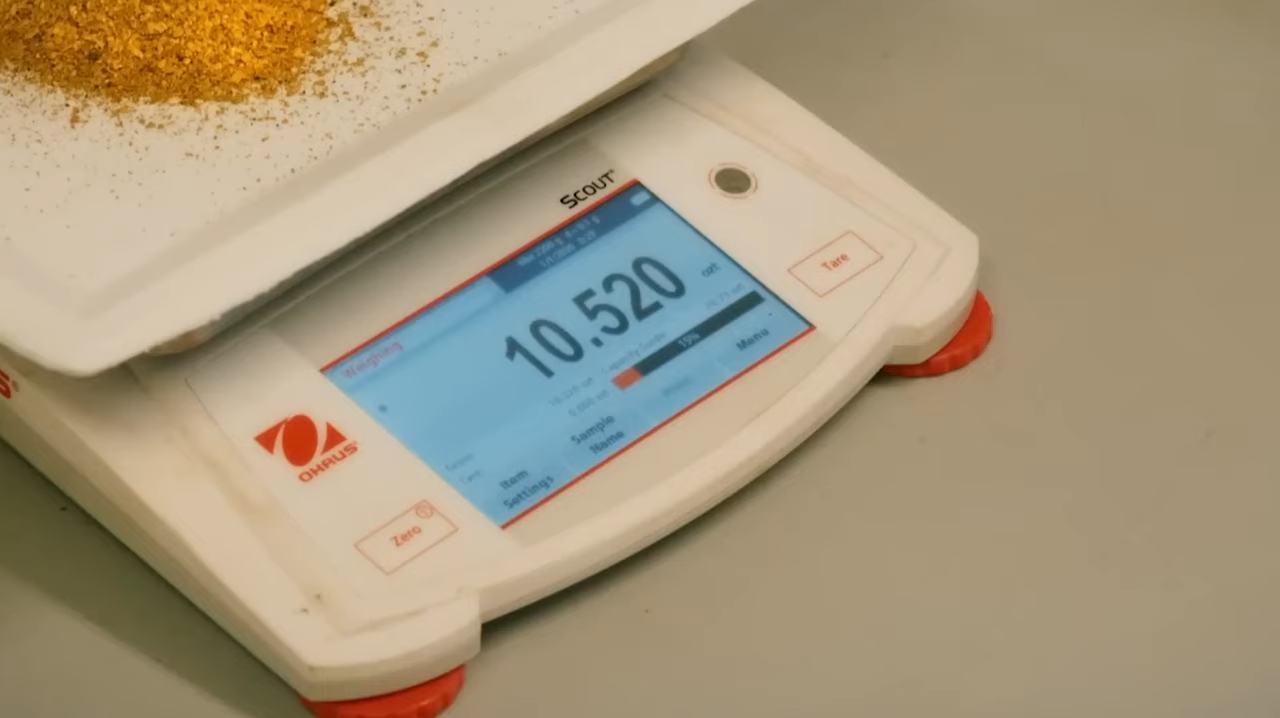 SCOUT
10.520
ozt
Tare
Weighing
15%
Menu
Sample
Name
Item
Settings
OHAUS
Zero